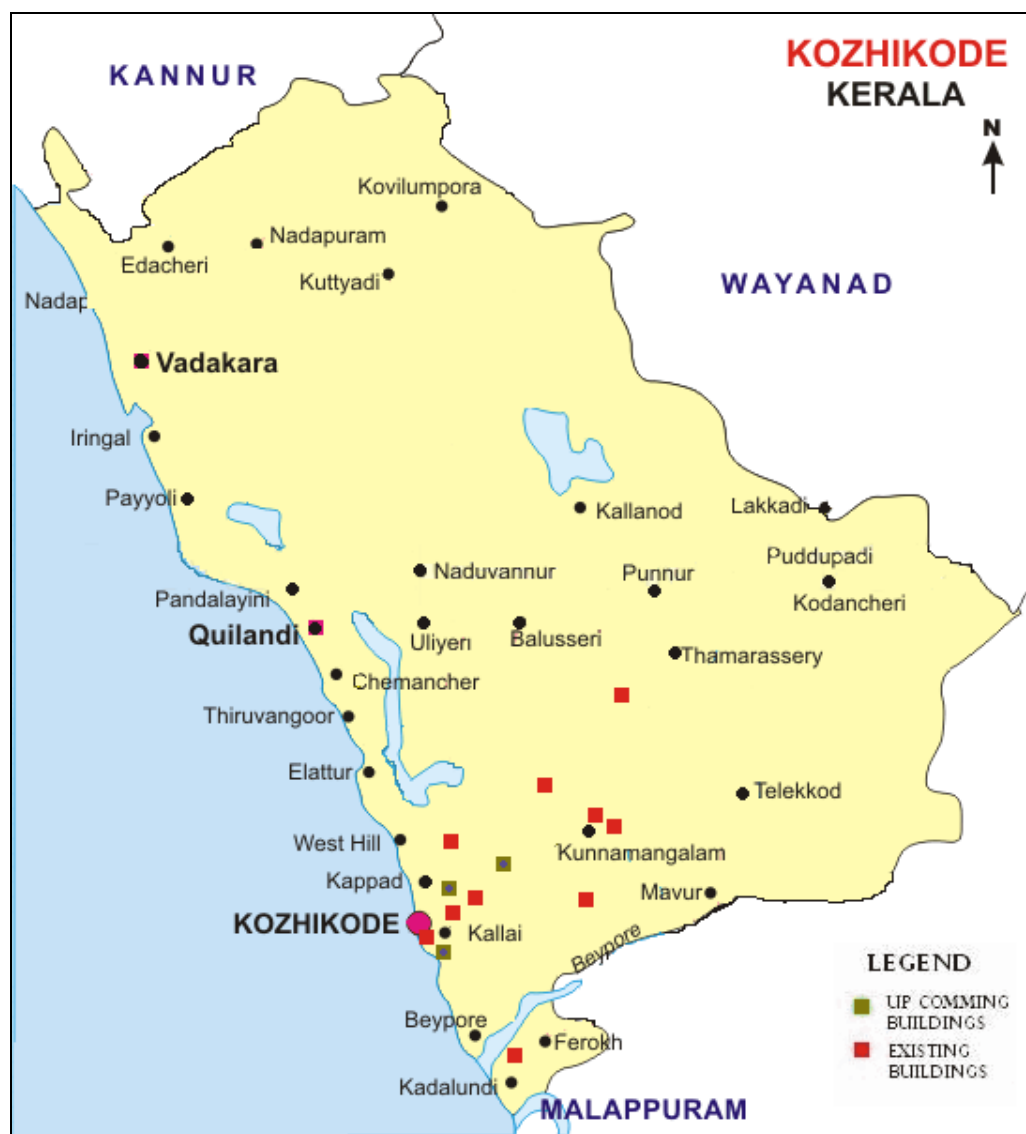 KANNUR
KOZHIKODE
KERALA
N
Kovilumpora
Nadapuram
Edacheri
Kuttyadi
WAYANAD
Nadap
Vadakara
Iringal
Payyoli
Kallanod
Lakkadi
Naduvannur
Punnur
Puddupadi
Kodancheri
Pandalayini
Quilandi
Uliyeri
Balusseri
Thamarassery
Chemancher
Thiruvangoor
Elattur
Telekkod
West Hill
Kunnamangalam
Kappad
Mavur
KOZHIKODE
Kallai
Beypore
LEGEND
UP COMMING
BUILDINGS
EXISTING
BUILDINGS
Beypore
Ferokh
Kadalundi
MALAPPURAM